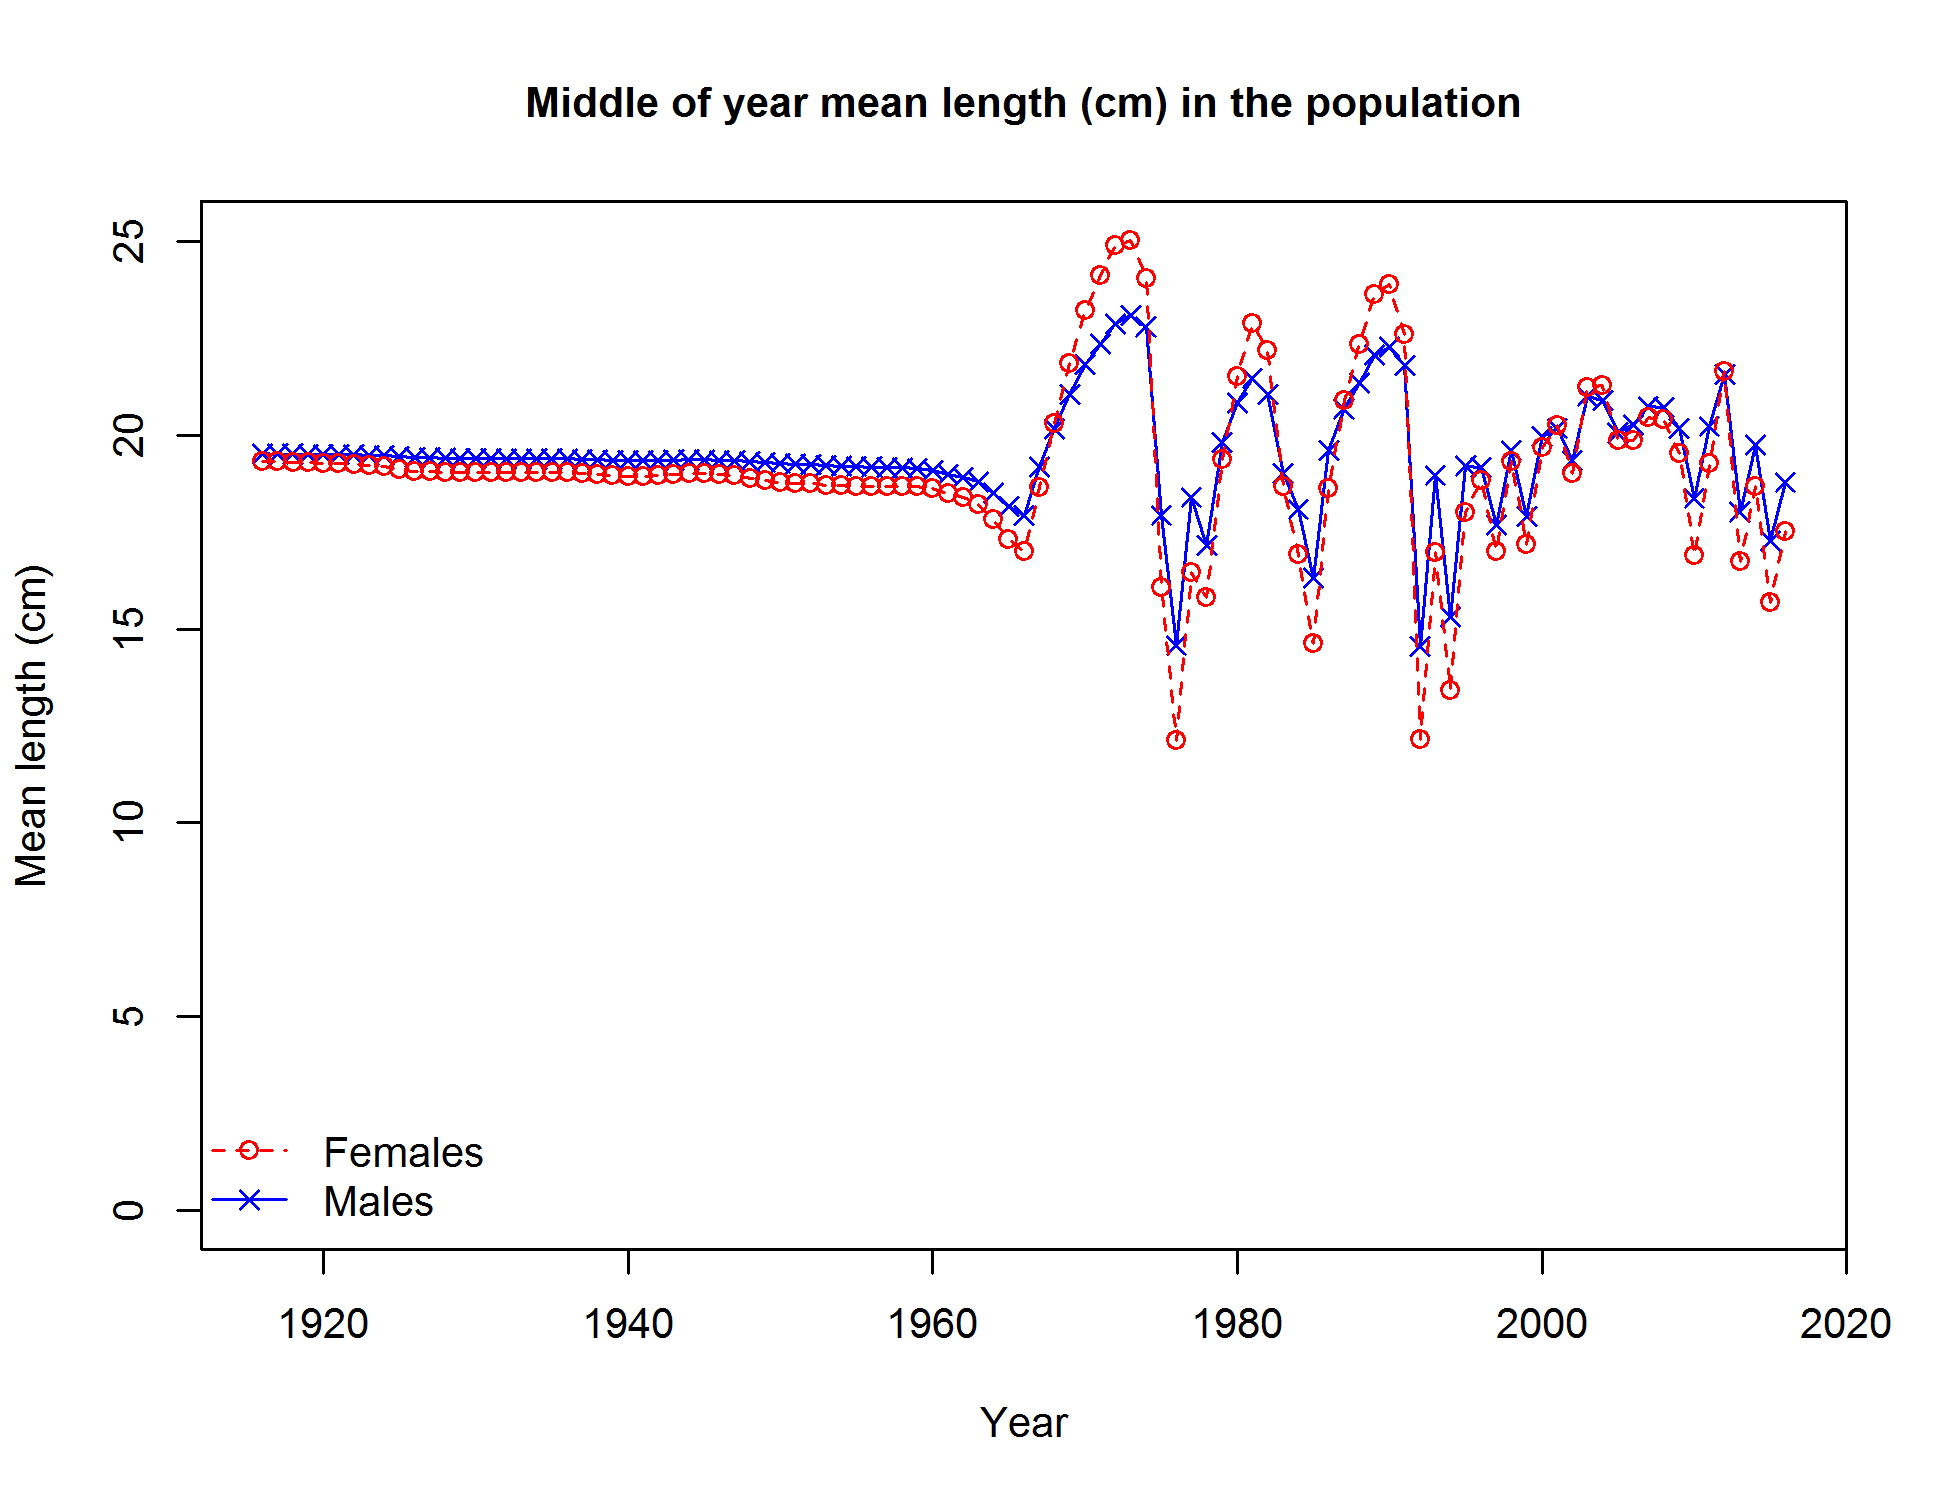 Middle of year mean length (cm) in the population
25
20
15
10
5
0
Mean length (cm)
Females
Males
1920 1940 1960 1980 2000 2020
Year